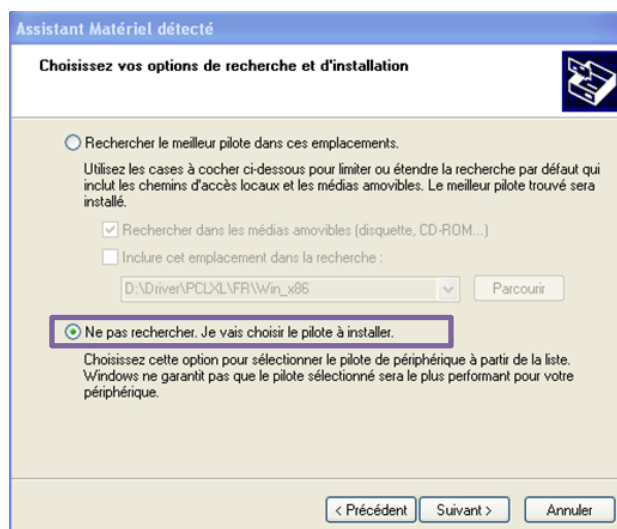 Assistant Matériel détecté
Choisissez vos options de recherche et d'installation
Rechercher le meilleur pilote dans ces emplacements.
Utilisez les cases à cocher ci-dessous pour limiter ou étendre la recherche par défaut qui
inclut les chemins d'accès locaux et les médias amovibles. Le meilleur pilote trouvé sera
installé.
Rechercher dans les médias amovibles (disquette, CD-ROM...)
Inclure cet emplacement dans la recherche :
D:\Driver\PCLXL\FR\Win_x86
Parcourir
Ne pas rechercher. Je vais choisir le pilote à installer.
Choisissez cette option pour sélectionner le pilote de périphérique à partir de la liste.
Windows ne garantit pas que le pilote sélectionné sera le plus performant pour votre
périphérique.
< Précédent Suivant > Annuler